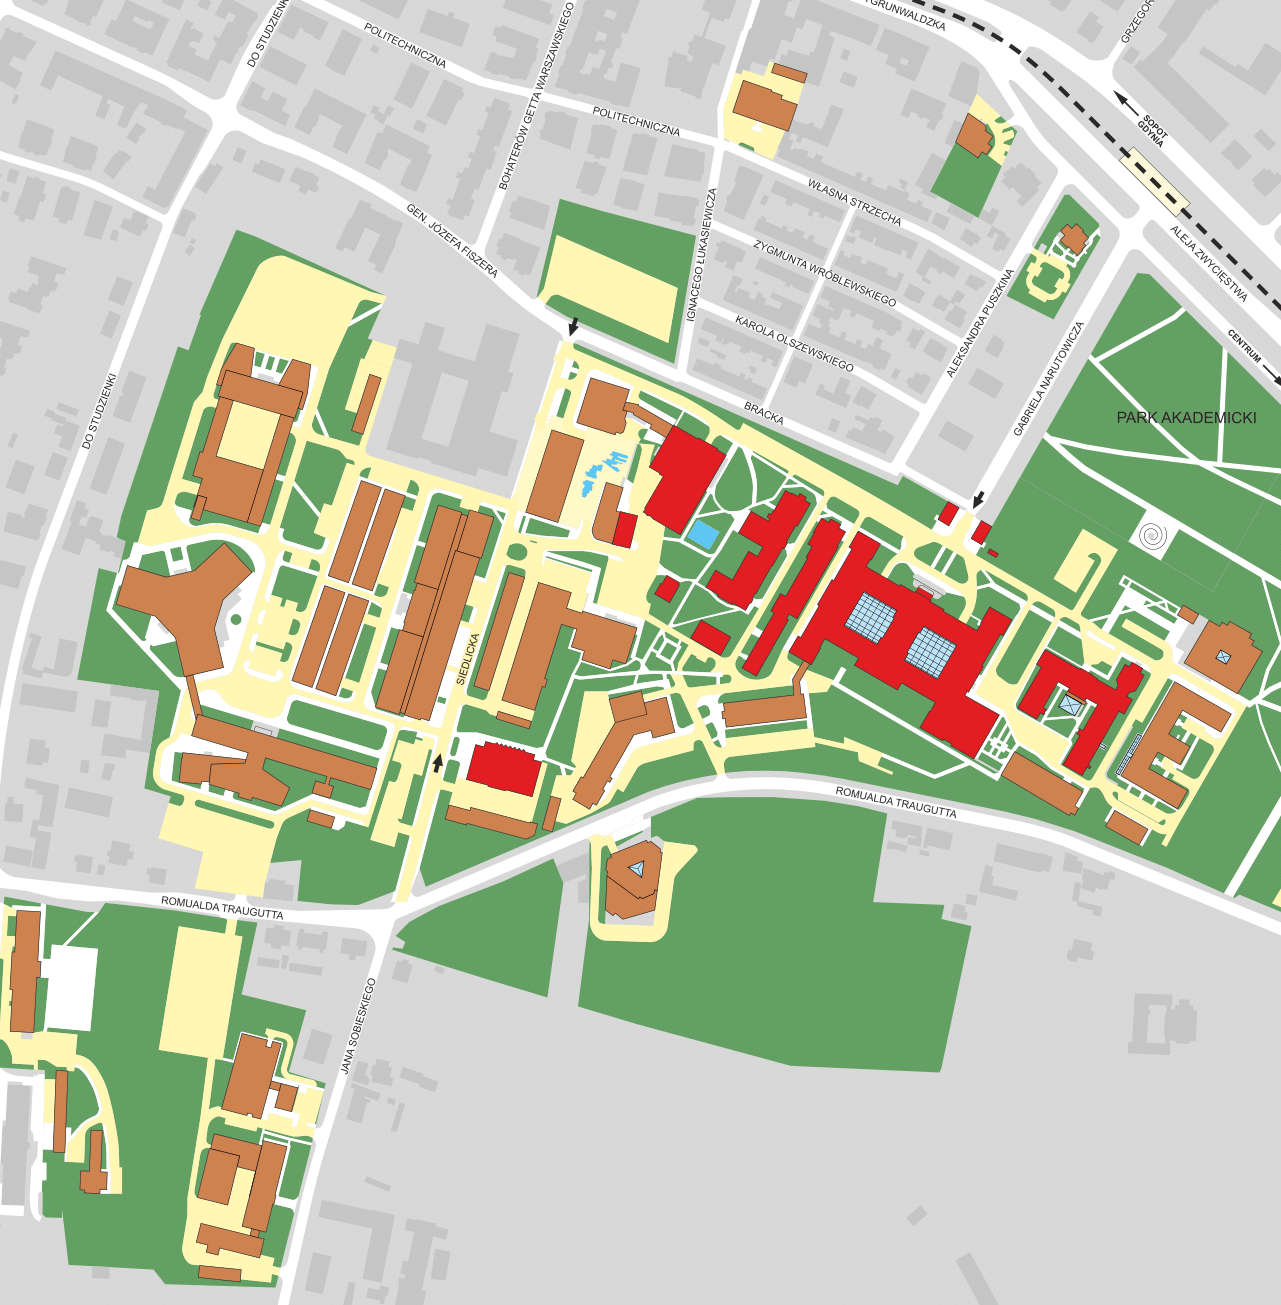 GRUNWALDZKA
DO STUDZIENKI
POLITECHNICZNA
BOHATERÓW GETTA WARSZAWSKIEGO
SOPOT
GDYNIA
POLITECHNICZNA
WŁASNA STRZECHA
GEN. JÓZEFA FISZERA
IGNACEGO ŁUKASIEWICZA
ZYGMUNTA WRÓBLEWSKIEGO
ALEJA ZWYCIĘSTWA
ALEKSANDRA PUSZKINA
KAROLA OLSZEWSKIEGO
GABRIELA NARUTOWICZA
CENTRUM
DO STUDZIENKI
BRACKA
PARK AKADEMICKI
SIEDLICKA
ROMUALDA TRAUGUTTA
ROMUALDA TRAUGUTTA
JANA SOBIESKIEGO